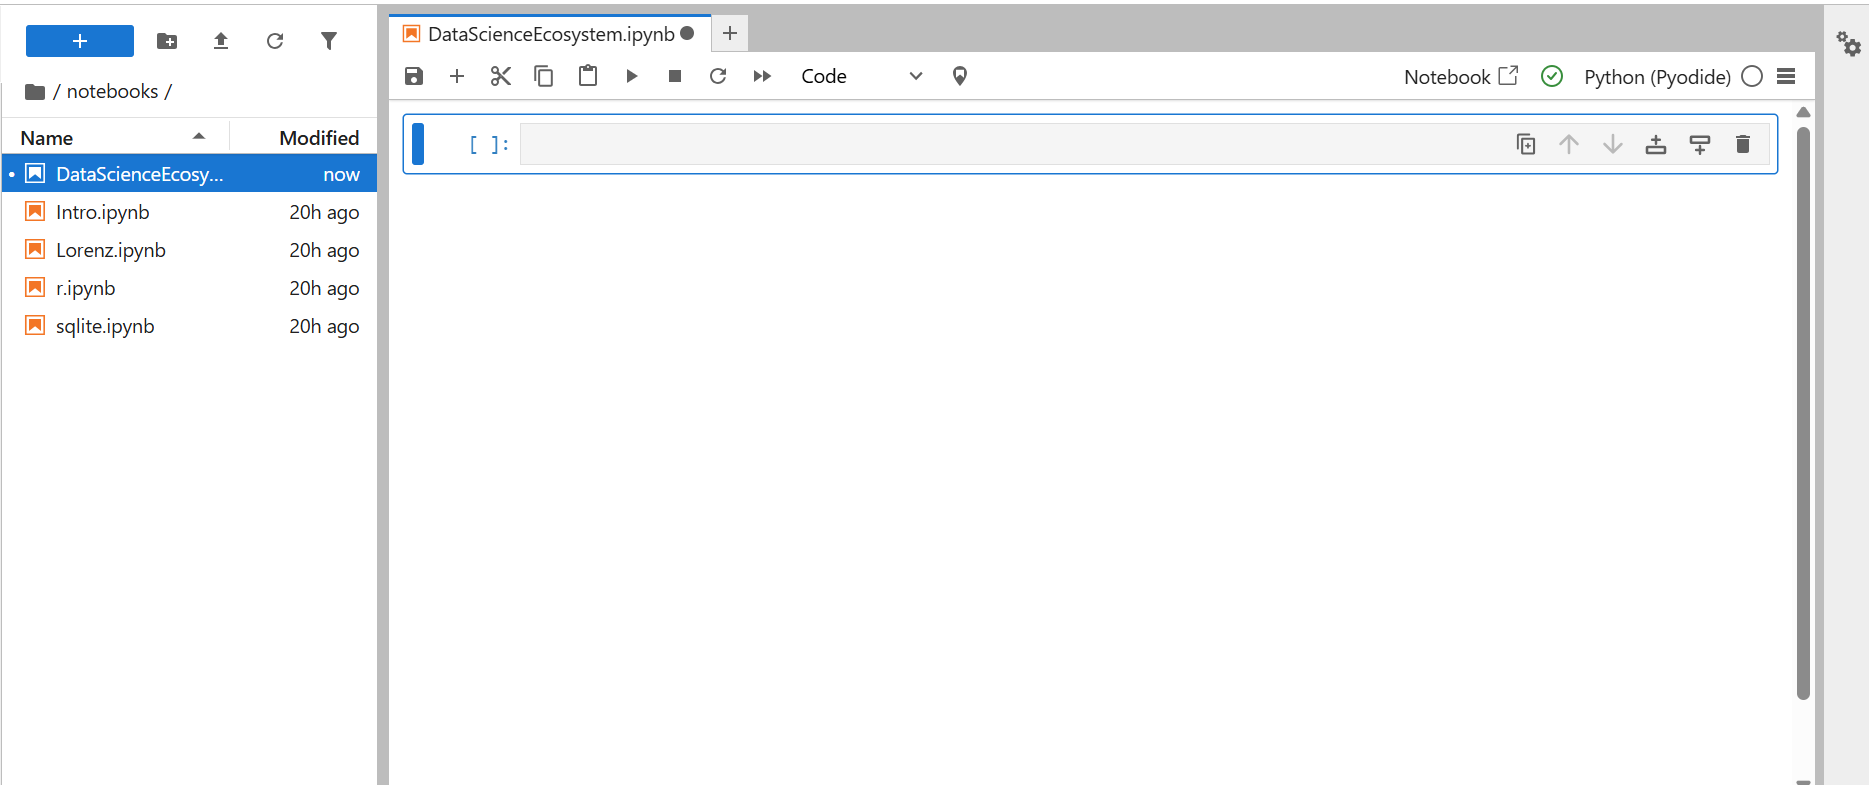 DataScienceEcosystem.ipynb
Code
Notebook
Python (Pyodide)
/ notebooks /
Name Modified
DataScienceEcosy... now
Intro.ipynb 20h ago
Lorenz.ipynb 20h ago
r.ipynb 20h ago
sqlite.ipynb 20h ago
[ ]: